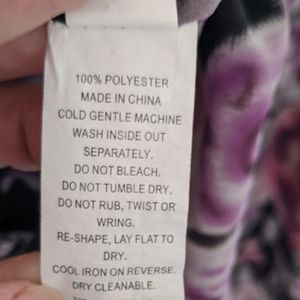 100% POLYESTER
MADE IN CHINA
COLD GENTLE MACHINE
WASH INSIDE OUT
SEPARATELY.
DO NOT BLEACH.
DO NOT TUMBLE DRY.
DO NOT RUB, TWIST OR
WRING.
RE-SHAPE, LAY FLAT TO
DRY.
COOL IRON ON REVERSE.
DRY CLEANABLE.